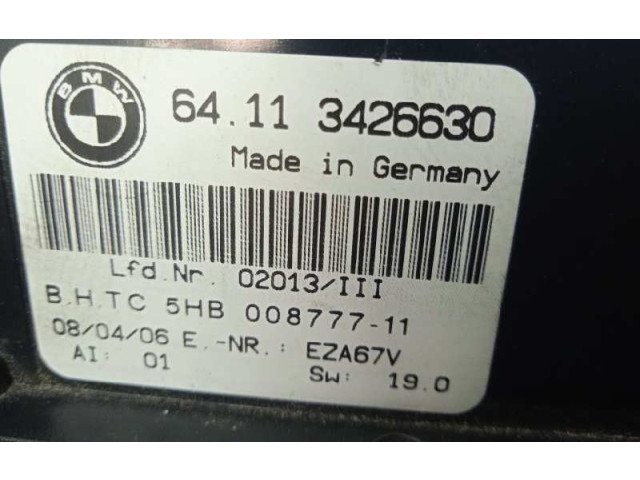 BMW
64.11 3426630
Made in Germany
Lfd.Nr. 02013/III
B.H.TC 5HB 008777-11
08/04/06 E.-NR.: EZA67V
AI: 01 SW: 19.0